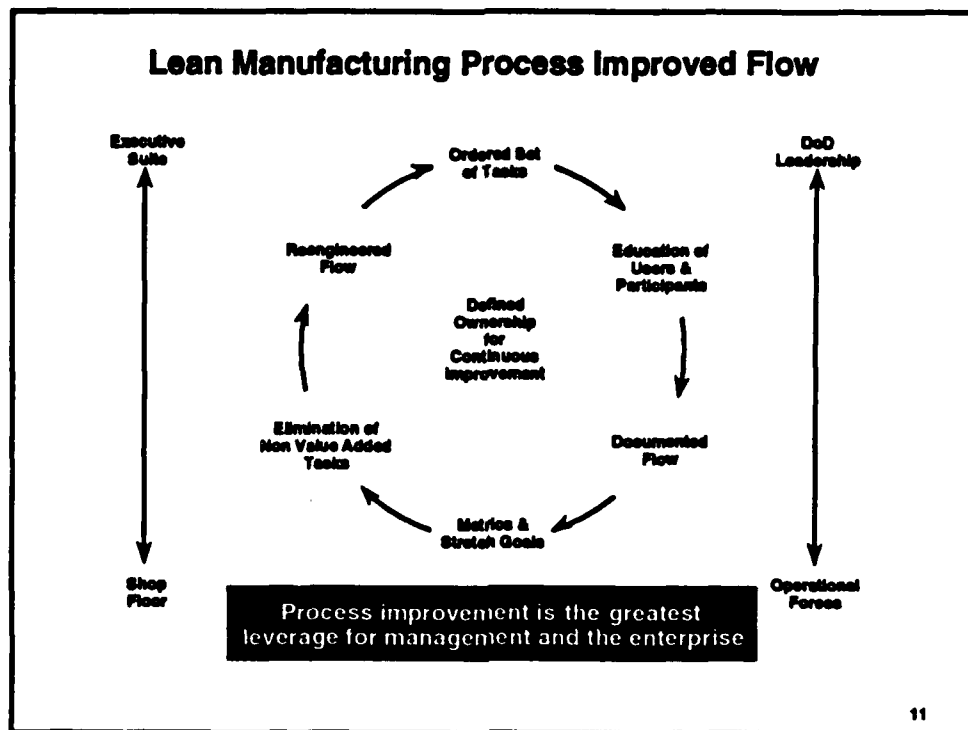 Lean Manufacturing Process Improved Flow
Executive
Suite
Ordered Set
of Tasks
DoD
Leadership
Reengineered
Flow
Education of
Users &
Participants
Defined
Ownership
for
Continuous
Improvement
Elimination of
Non Value Added
Tasks
Documented
Flow
Metrics &
Stretch Goals
Shop
Floor
Operational
Forces
Process improvement is the greatest
leverage for management and the enterprise
11